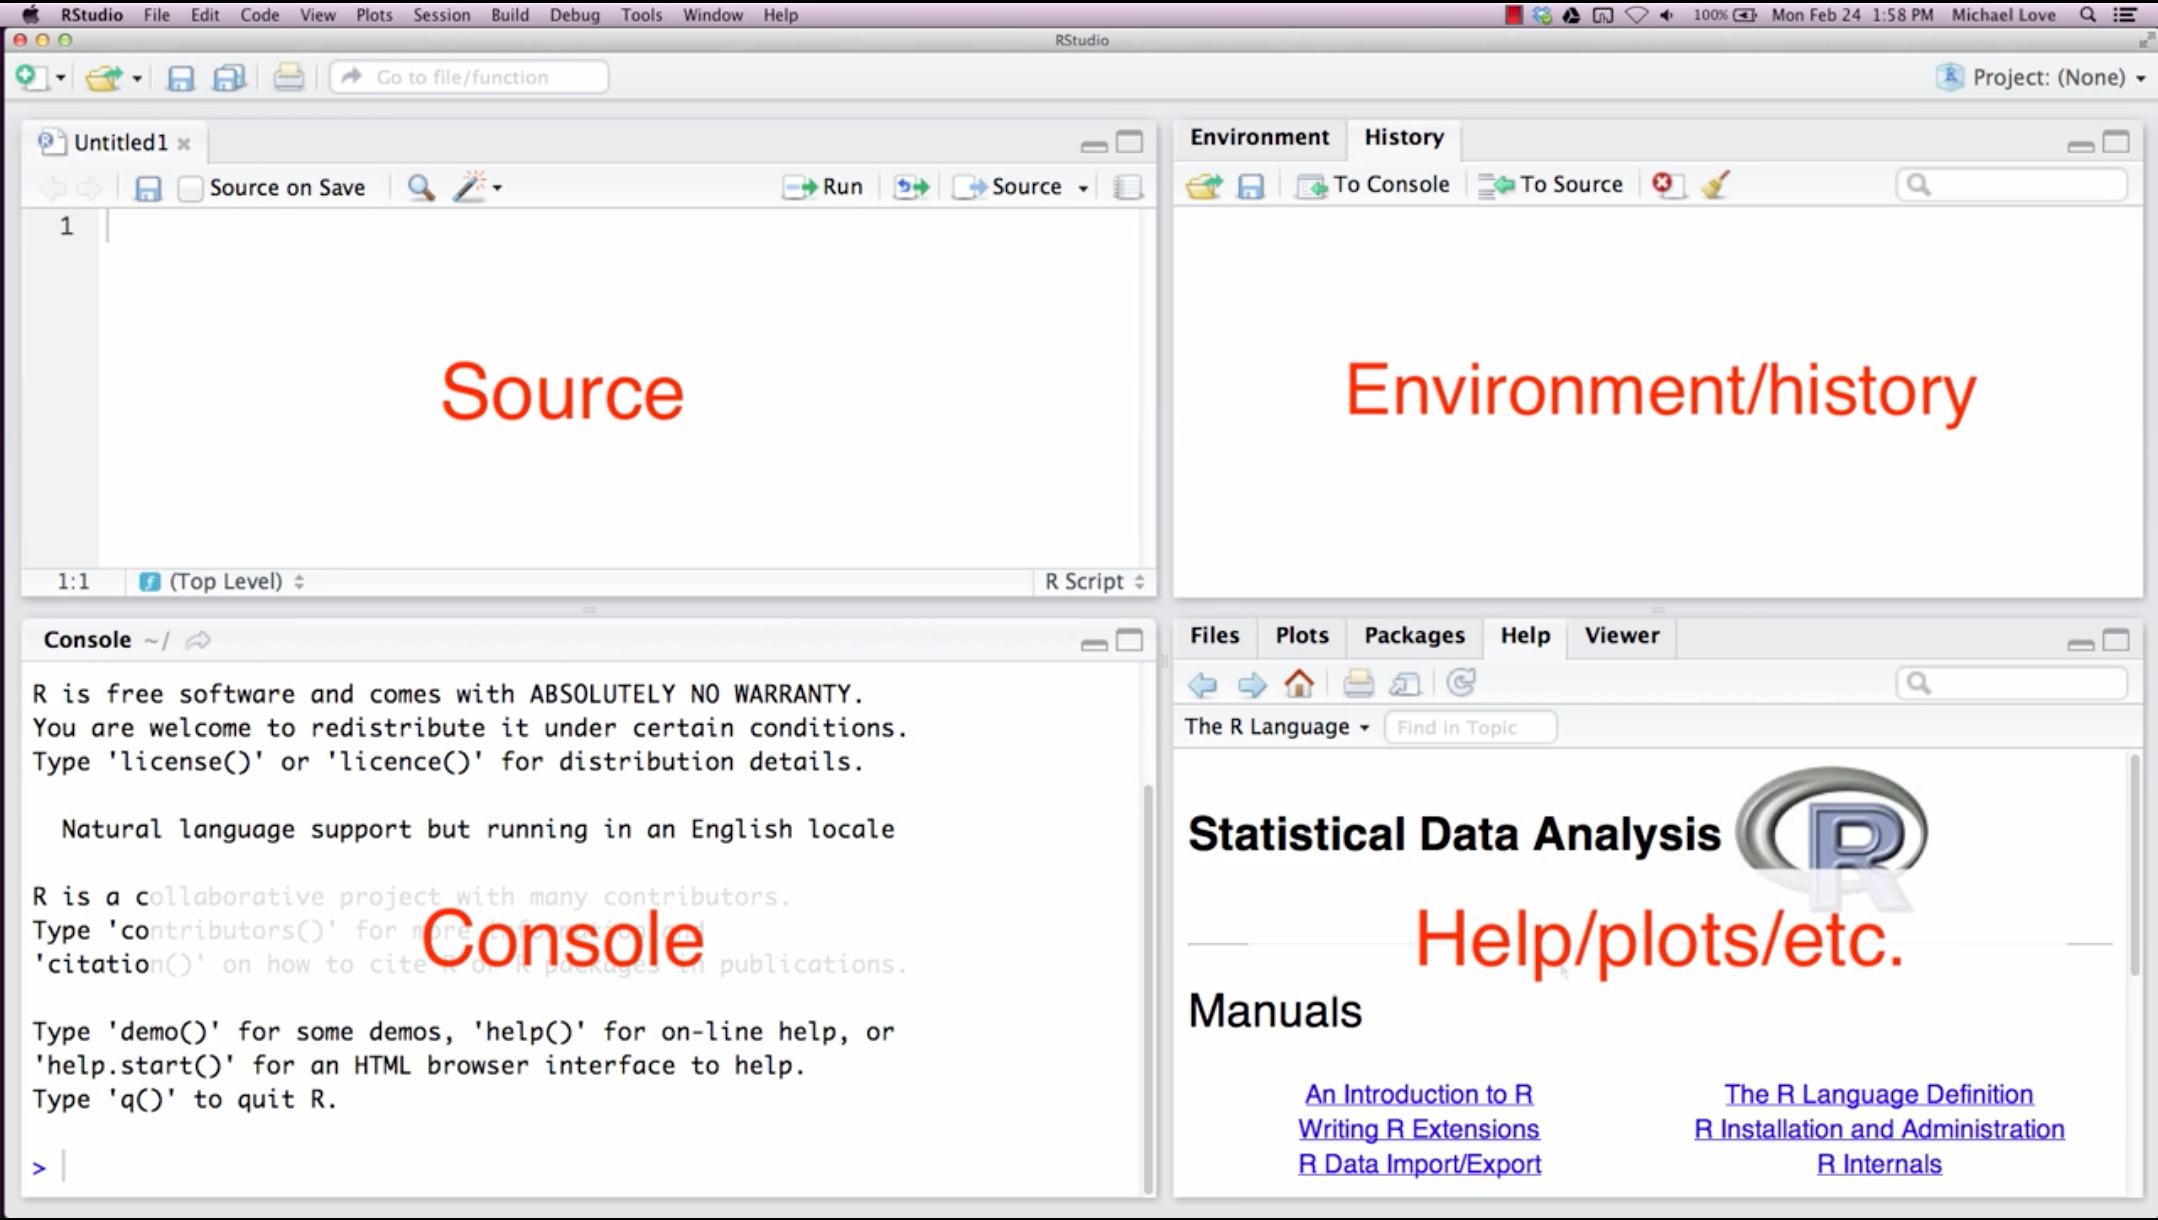 RStudio File Edit Code View Plots Session Build Debug Tools Window Help 100% Mon Feb 24 1:58 PM Michael Love
RStudio
Go to file/function Project: (None)
Untitled1
Source on Save Run Source
1
Source
1:1 (Top Level) R Script
Environment History
To Console To Source
Environment/history
Console ~/
R is free software and comes with ABSOLUTELY NO WARRANTY.
You are welcome to redistribute it under certain conditions.
Type 'license()' or 'licence()' for distribution details.
Natural language support but running in an English locale
R is a collaborative project with many contributors.
Type 'contributors()' for more information and
'citation()' on how to cite R or R packages in publications.
Console
Type 'demo()' for some demos, 'help()' for on-line help, or
'help.start()' for an HTML browser interface to help.
Type 'q()' to quit R.
>
Files Plots Packages Help Viewer
The R Language Find in Topic
Statistical Data Analysis R
Help/plots/etc.
Manuals
An Introduction to R The R Language Definition
Writing R Extensions R Installation and Administration
R Data Import/Export R Internals